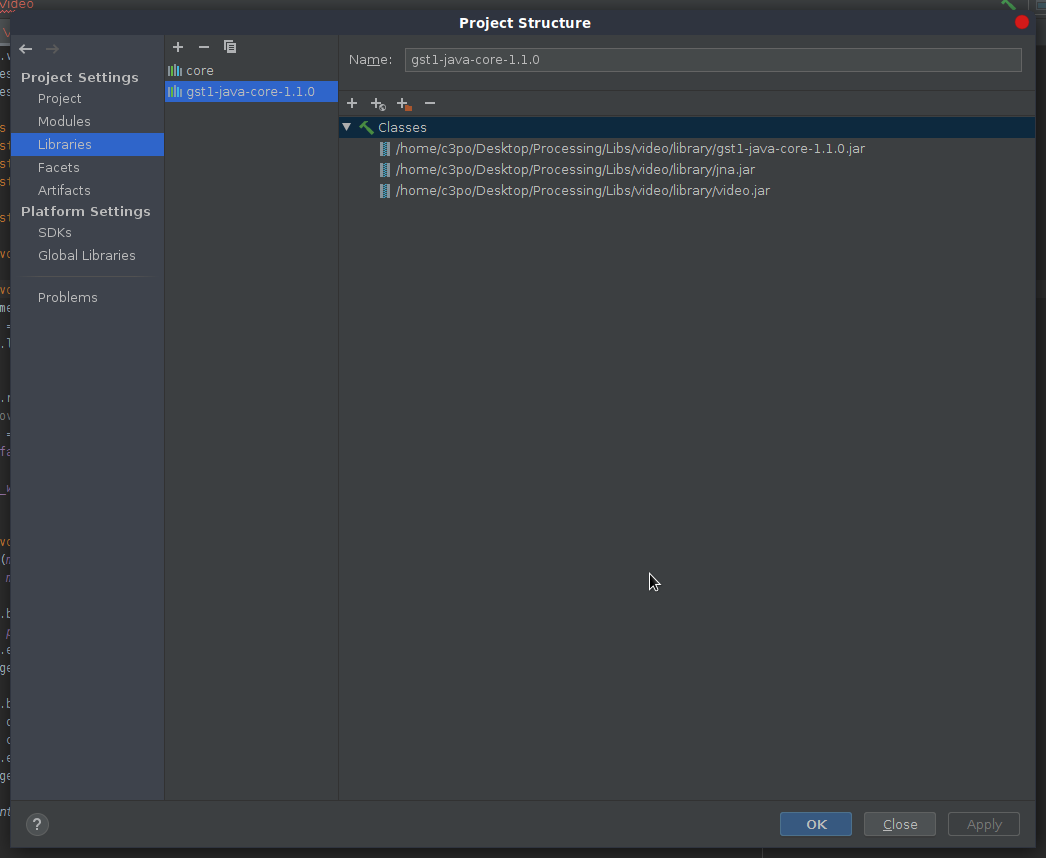 Video
Project Structure
Project Settings
Project
Modules
Libraries
Facets
Artifacts
Platform Settings
SDKs
Global Libraries
Problems
core
gst1-java-core-1.1.0
Name: gst1-java-core-1.1.0
Classes
/home/c3po/Desktop/Processing/Libs/video/library/gst1-java-core-1.1.0.jar
/home/c3po/Desktop/Processing/Libs/video/library/jna.jar
/home/c3po/Desktop/Processing/Libs/video/library/video.jar
?
OK
Close
Apply